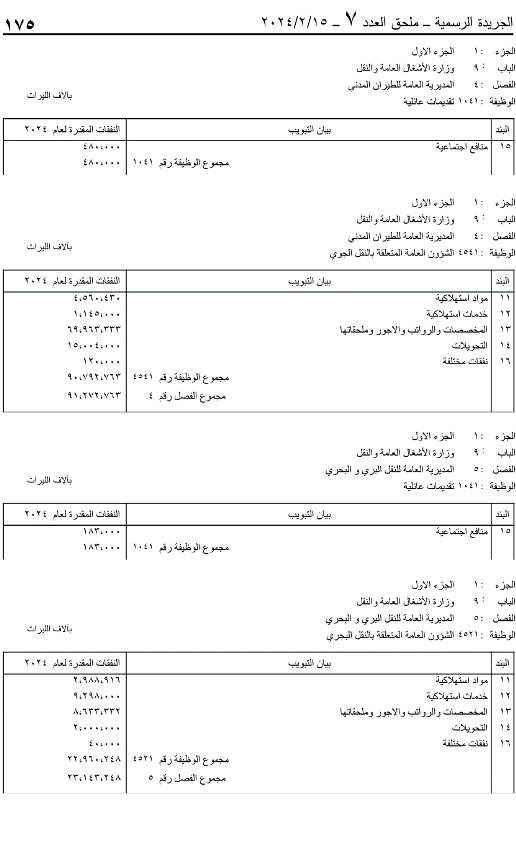 الجريدة الرسمية – ملحق العدد ٧ – ٢٠٢٤/٢/١٥ ١٧٥
الجزء : ١ الجزء الاول
الباب : ٩ وزارة الأشغال العامة والنقل
الفصل : ٤ المديرية العامة للطيران المدني
الوظيفة : ١٠٤١ تقديمات عائلية
بآلاف الليرات
البند بيان التبويب النفقات المقدرة لعام ٢٠٢٤
١٥ منافع اجتماعية ٤٨٠،٠٠٠
مجموع الوظيفة رقم ١٠٤١ ٤٨٠،٠٠٠
الجزء : ١ الجزء الاول
الباب : ٩ وزارة الأشغال العامة والنقل
الفصل : ٤ المديرية العامة للطيران المدني
بآلاف الليرات
الوظيفة : ٤٥٤١ الشؤون العامة المتعلقة بالنقل الجوي
البند بيان التبويب النفقات المقدرة لعام ٢٠٢٤
١١ مواد استهلاكية ٤،٥٦٠،٤٣٠
١٢ خدمات استهلاكية ١،١٤٥،٠٠٠
١٣ المخصصات والرواتب والاجور وملحقاتها ٦٩،٩٦٣،٣٣٣
١٤ التحويلات ١٥،٠٠٤،٠٠٠
١٦ نفقات مختلفة ١٢٠،٠٠٠
مجموع الوظيفة رقم ٤٥٤١ ٩٠،٧٩٢،٧٦٣
مجموع الفصل رقم ٤ ٩١،٢٧٢،٧٦٣
الجزء : ١ الجزء الاول
الباب : ٩ وزارة الأشغال العامة والنقل
الفصل : ٥ المديرية العامة للنقل البري و البحري
بآلاف الليرات
الوظيفة : ١٠٤١ تقديمات عائلية
البند بيان التبويب النفقات المقدرة لعام ٢٠٢٤
١٥ منافع اجتماعية ١٨٣،٠٠٠
مجموع الوظيفة رقم ١٠٤١ ١٨٣،٠٠٠
الجزء : ١ الجزء الاول
الباب : ٩ وزارة الأشغال العامة والنقل
الفصل : ٥ المديرية العامة للنقل البري و البحري
بآلاف الليرات
الوظيفة : ٤٥٢١ الشؤون العامة المتعلقة بالنقل البحري
البند بيان التبويب النفقات المقدرة لعام ٢٠٢٤
١١ مواد استهلاكية ٢،٩٨٨،٩١٦
١٢ خدمات استهلاكية ٩،٢٩٨،٠٠٠
١٣ المخصصات والرواتب والاجور وملحقاتها ٨،٦٣٣،٣٣٢
١٤ التحويلات ٢،٠٠٠،٠٠٠
١٦ نفقات مختلفة ٤٠،٠٠٠
مجموع الوظيفة رقم ٤٥٢١ ٢٢،٩٦٠،٢٤٨
مجموع الفصل رقم ٥ ٢٣،١٤٣،٢٤٨